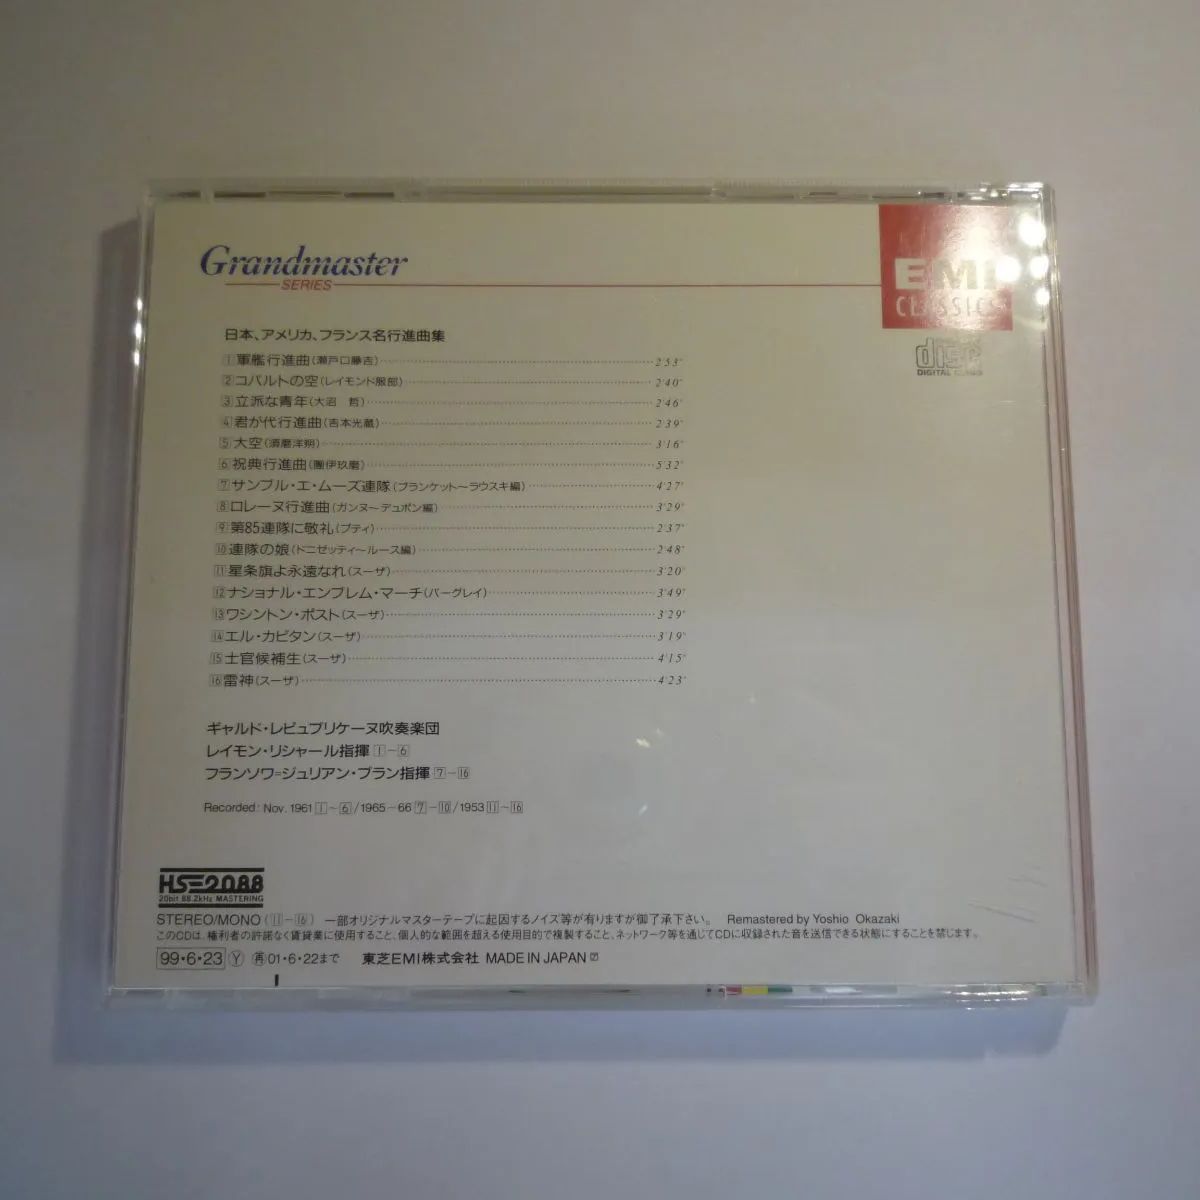 Grandmaster
SERIES
EMI
CLASSICS
disc
DIGITAL AUDIO
日本、アメリカ、フランス名行進曲集
1 軍艦行進曲(瀬戸口藤吉) 2'53"
2 コバルトの空(レイモンド服部) 2'40"
3 立派な青年(大沼 哲) 2'46"
4 君が代行進曲(吉本光蔵) 2'39"
5 大空(須磨洋朔) 3'16"
6 祝典行進曲(團伊玖磨) 5'32"
7 サンブル・エ・ムーズ連隊(プランケット〜ラウスキ編) 4'27"
8 ロレーヌ行進曲(ガンヌ〜デュポン編) 3'29"
9 第85連隊に敬礼(プティ) 2'37"
10 連隊の娘(ドニゼッティ〜ルース編) 2'48"
11 星条旗よ永遠なれ(スーザ) 3'20"
12 ナショナル・エンブレム・マーチ(バーグレイ) 3'49"
13 ワシントン・ポスト(スーザ) 3'29"
14 エル・カピタン(スーザ) 3'19"
15 士官候補生(スーザ) 4'15"
16 雷神(スーザ) 4'23"
ギャルド・レピュブリケーヌ吹奏楽団
レイモン・リシャール指揮 1-6
フランソワ=ジュリアン・ブラン指揮 7-16
Recorded: Nov. 1961 1~6/1965-66 7-10/1953 11~16
HS-2088
20bit 88.2kHz MASTERING
STEREO/MONO(11-16) 一部オリジナルマスターテープに起因するノイズ等が有りますが御了承下さい。 Remastered by Yoshio Okazaki
このCDは、権利者の許諾なく賃貸業に使用すること、個人的な範囲を超える使用目的で複製すること、ネットワーク等を通じてCDに収録された音を送信できる状態にすることを禁じます。
99・6・23 Y 再01・6・22まで 東芝EMI株式会社 MADE IN JAPAN